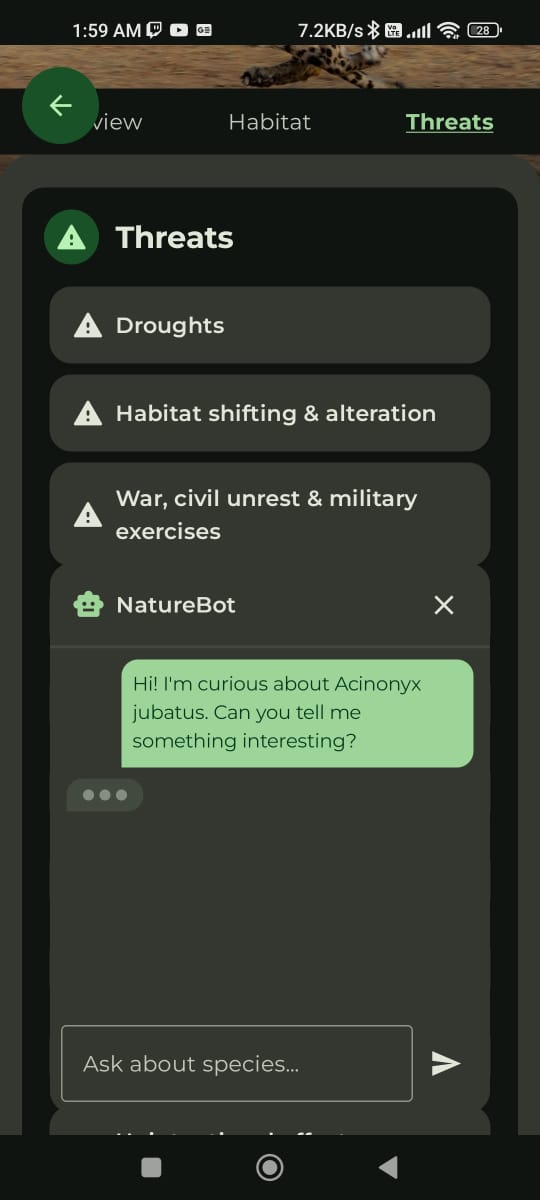 1:59 AM
7.2KB/s
28
view
Habitat
Threats
Threats
Droughts
Habitat shifting & alteration
War, civil unrest & military
exercises
NatureBot
Hi! I'm curious about Acinonyx
jubatus. Can you tell me
something interesting?
Ask about species...